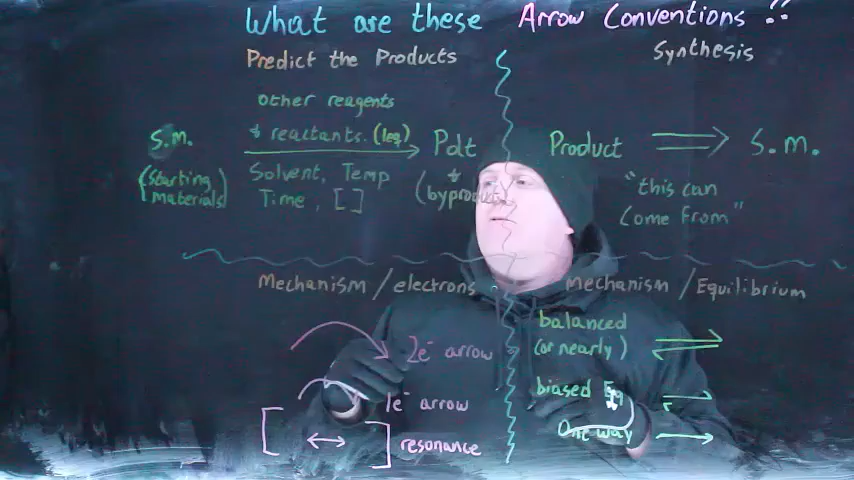 What are these Arrow Conventions ??
Predict the Products
other reagents
& reactants. (1eq)
S.M.
(Starting Materials)
Solvent, Temp
Time, [ ]
Pdt
&
(byproducts)
Synthesis
Product ⟹ S.M.
"this can
come from"
Mechanism / electrons
2e⁻ arrow
1e⁻ arrow
[ ↔ ] resonance
Mechanism / Equilibrium
balanced
(or nearly)
biased Eq
One way